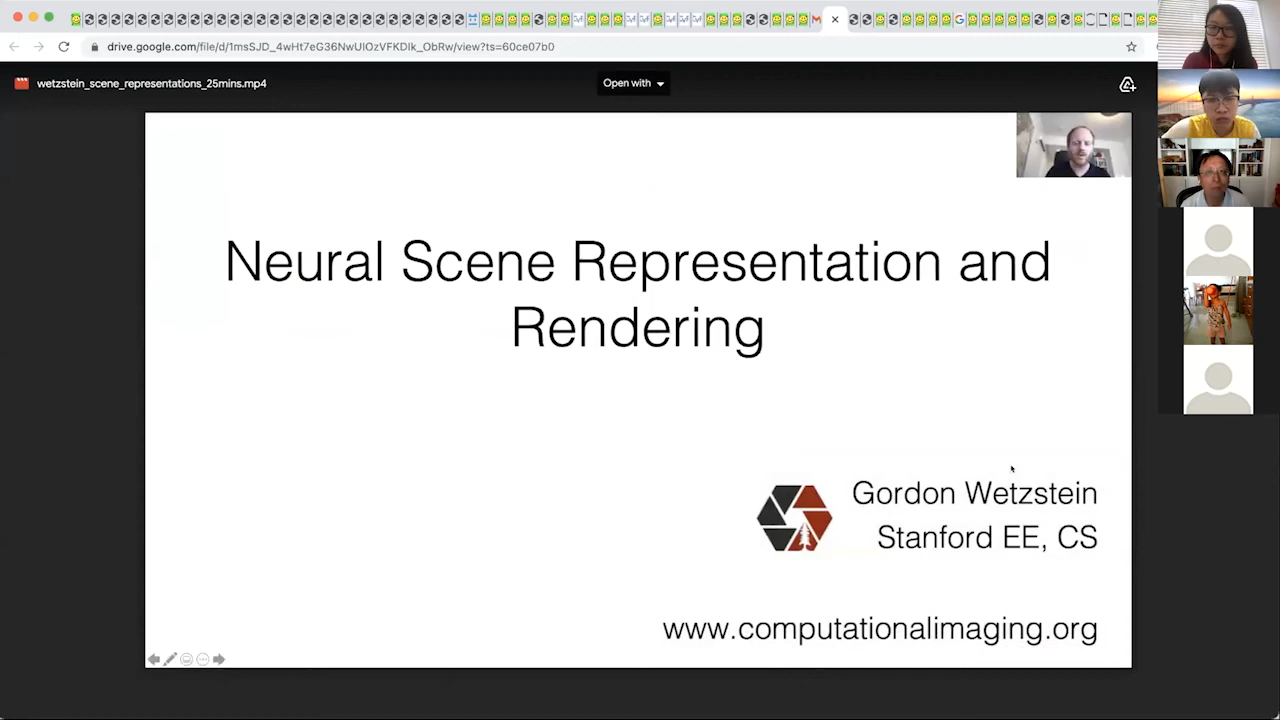 drive.google.com/file/d/1msSJD_4wHt7eG36NwUIOzVFKDIk_ObRw/view?ts=60ce07b0
wetzstein_scene_representations_25mins.mp4
Open with
Neural Scene Representation and
Rendering
Gordon Wetzstein
Stanford EE, CS
www.computationalimaging.org